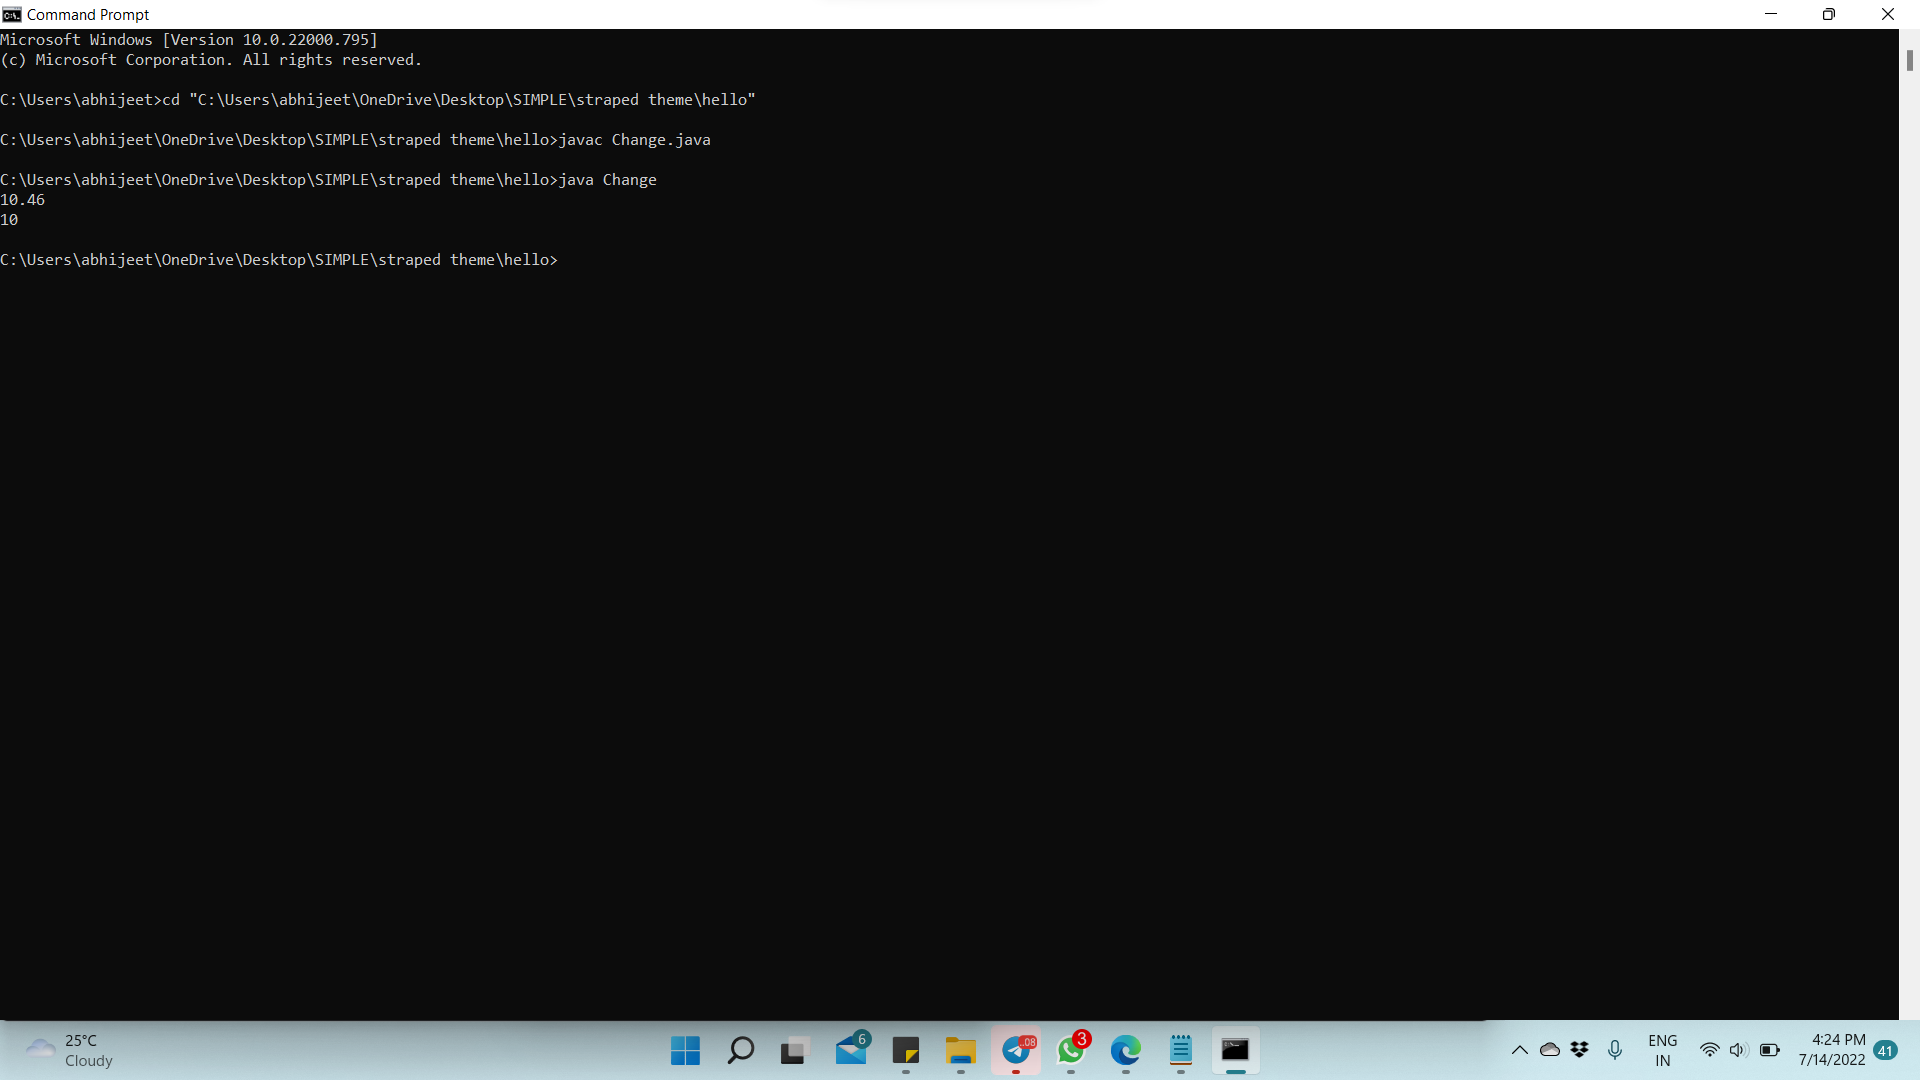 Command Prompt
Microsoft Windows [Version 10.0.22000.795]
(c) Microsoft Corporation. All rights reserved.
C:\Users\abhijeet>cd "C:\Users\abhijeet\OneDrive\Desktop\SIMPLE\straped theme\hello"
C:\Users\abhijeet\OneDrive\Desktop\SIMPLE\straped theme\hello>javac Change.java
C:\Users\abhijeet\OneDrive\Desktop\SIMPLE\straped theme\hello>java Change
10.46
10
C:\Users\abhijeet\OneDrive\Desktop\SIMPLE\straped theme\hello>
25°C
Cloudy
6
3
ENG
IN
4:24 PM
7/14/2022
41